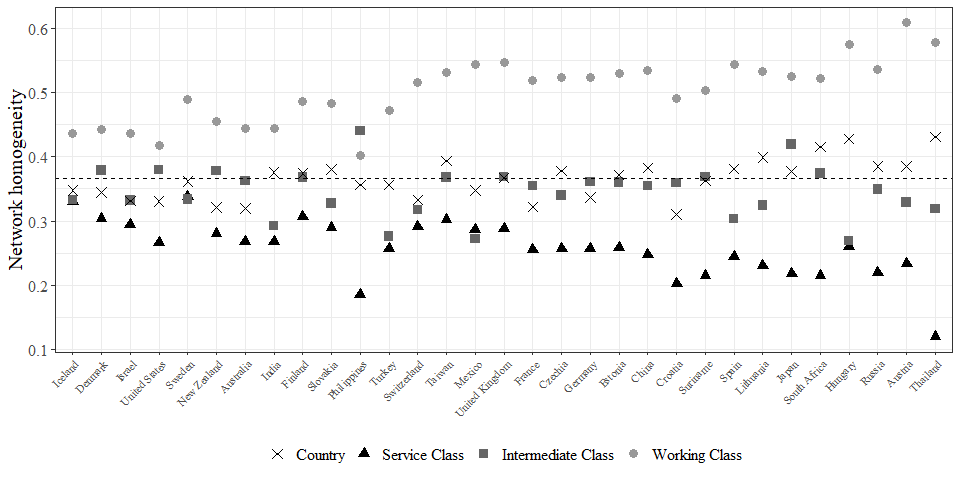 Network homogeneity
0.6
0.5
0.4
0.3
0.2
0.1
Iceland
Denmark
Israel
United States
Sweden
New Zealand
Australia
India
Finland
Slovakia
Philippines
Turkey
Switzerland
Taiwan
Mexico
United Kingdom
France
Czechia
Germany
Estonia
China
Croatia
Suriname
Spain
Lithuania
Japan
South Africa
Hungary
Russia
Austria
Thailand
Country Service Class Intermediate Class Working Class